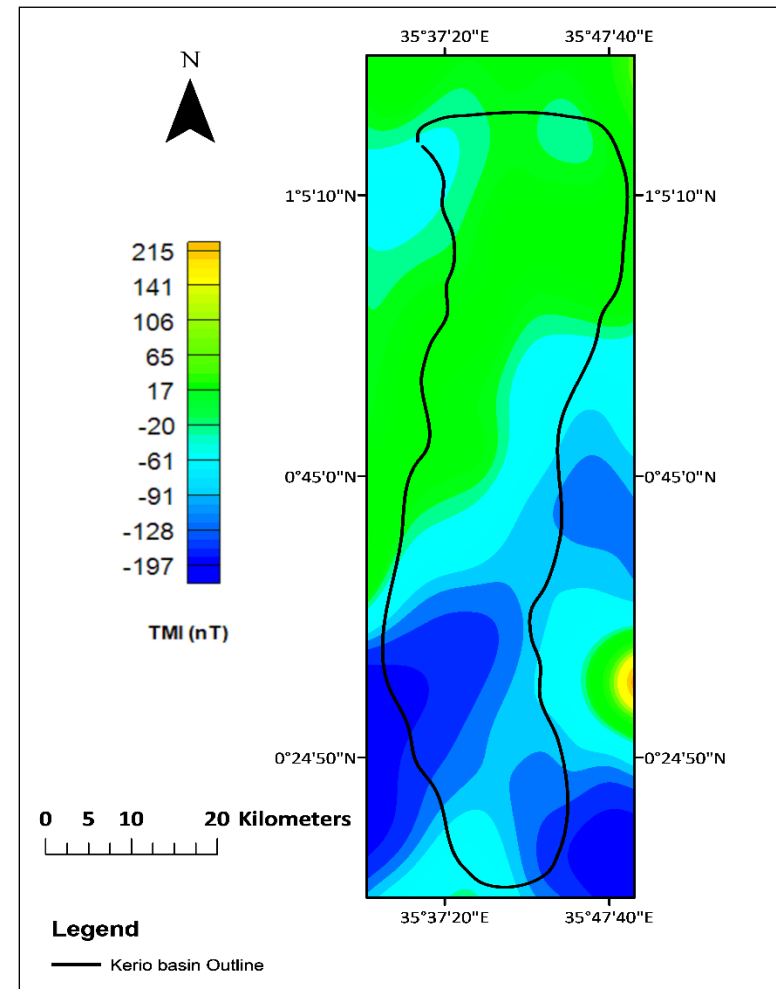 35°37'20"E 35°47'40"E
N
1°5'10"N 1°5'10"N
215
141
106
65
17
-20
-61
-91
-128
-197
TMI (nT)
0°45'0"N 0°45'0"N
0°24'50"N 0°24'50"N
0 5 10 20 Kilometers
35°37'20"E 35°47'40"E
Legend
Kerio basin Outline